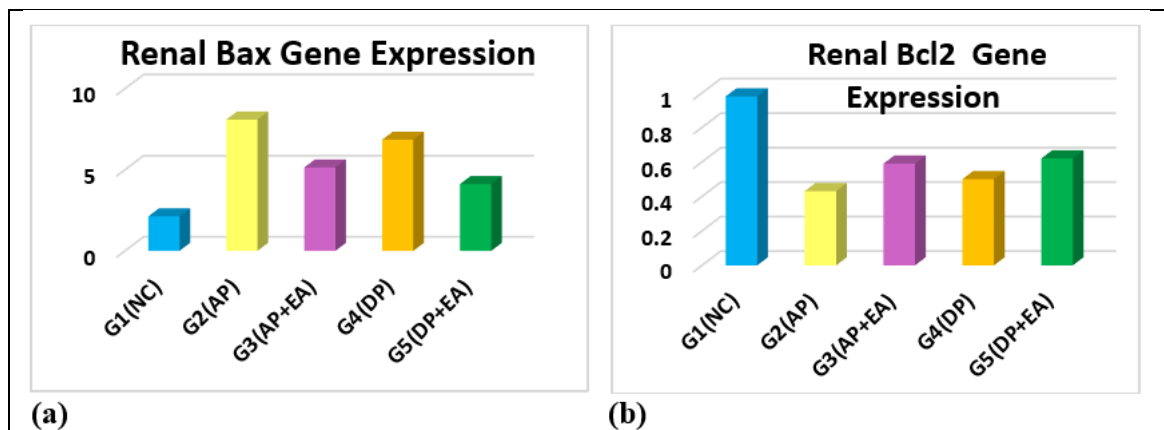 Renal Bax Gene Expression
10
5
0
G1(NC)
G2(AP)
G3(AP+EA)
G4(DP)
G5(DP+EA)
(a)
Renal Bcl2 Gene
Expression
1
0.8
0.6
0.4
0.2
0
G1(NC)
G2(AP)
G3(AP+EA)
G4(DP)
G5(DP+EA)
(b)